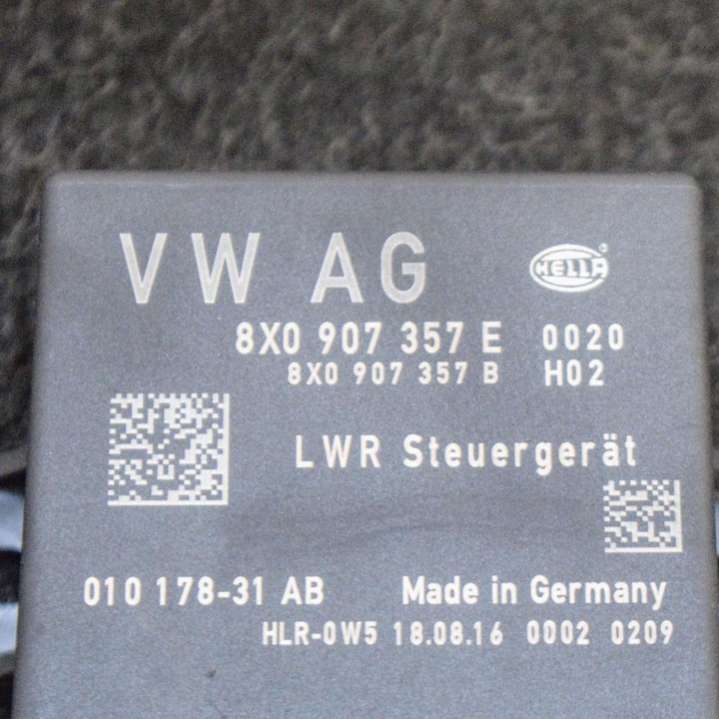 VW AG HELLA
8X0 907 357 E 0020
8X0 907 357 B H02
LWR Steuergerät
010 178-31 AB Made in Germany
HLR-0W5 18.08.16 0002 0209